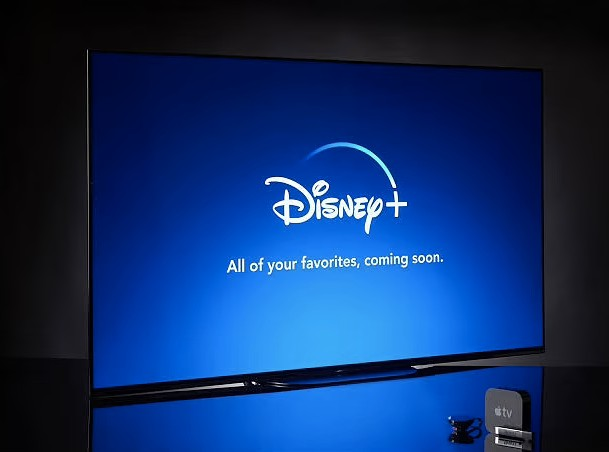 Disney+
All of your favorites, coming soon.
tv